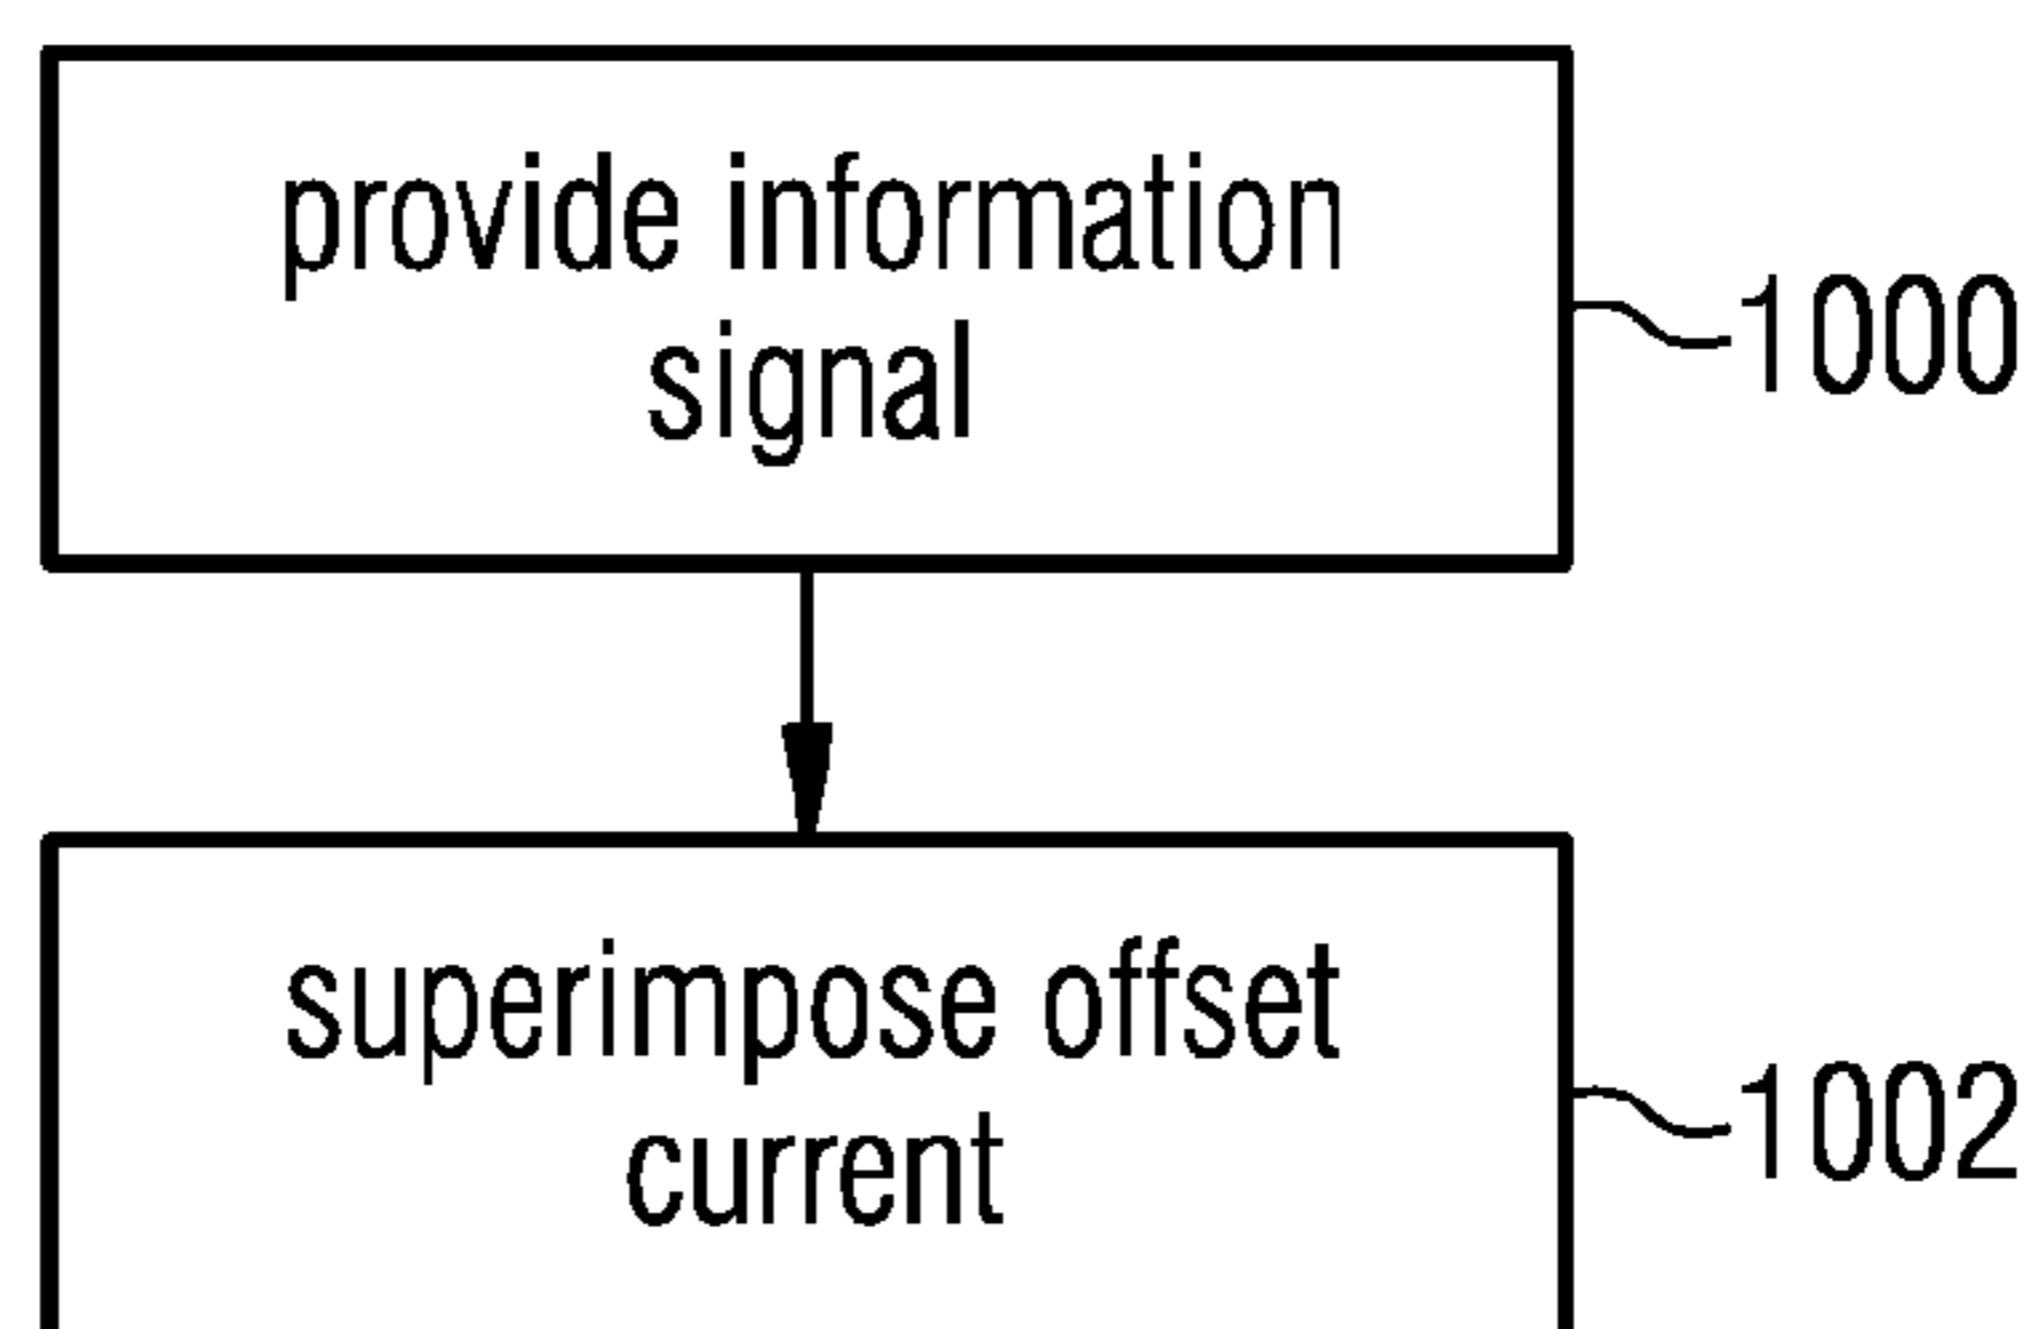 provide information
signal
1000
superimpose offset
current
1002